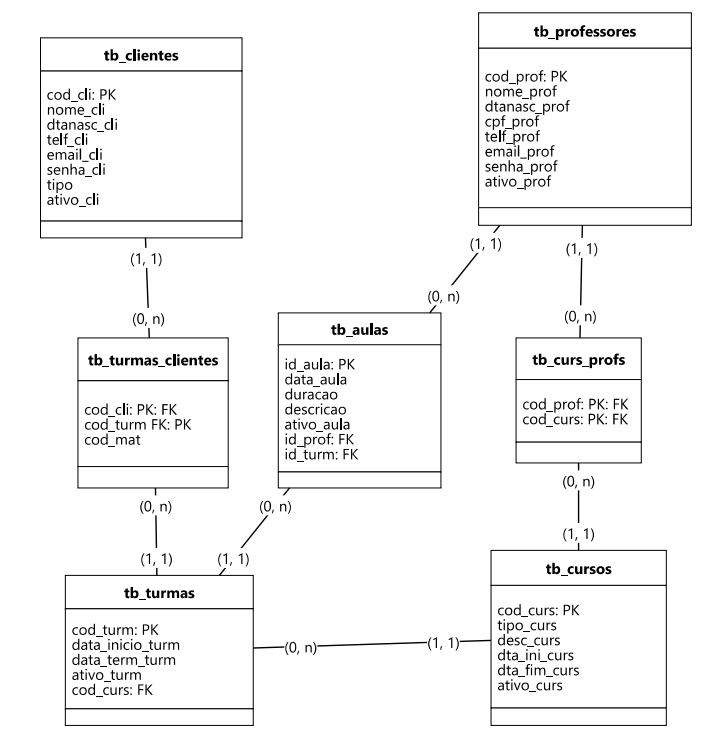 tb_clientes
cod_cli: PK
nome_cli
dtanasc_cli
telf_cli
email_cli
senha_cli
tipo
ativo_cli
tb_professores
cod_prof: PK
nome_prof
dtanasc_prof
cpf_prof
telf_prof
email_prof
senha_prof
ativo_prof
(1, 1)
(1, 1)
(1, 1)
(0, n)
(0, n)
(0, n)
tb_turmas_clientes
cod_cli: PK: FK
cod_turm FK: PK
cod_mat
tb_aulas
id_aula: PK
data_aula
duracao
descricao
ativo_aula
id_prof: FK
id_turm: FK
tb_curs_profs
cod_prof: PK: FK
cod_curs: PK: FK
(0, n)
(0, n)
(0, n)
(1, 1)
(1, 1)
(1, 1)
tb_turmas
cod_turm: PK
data_inicio_turm
data_term_turm
ativo_turm
cod_curs: FK
(0, n)
(1, 1)
tb_cursos
cod_curs: PK
tipo_curs
desc_curs
dta_ini_curs
dta_fim_curs
ativo_curs